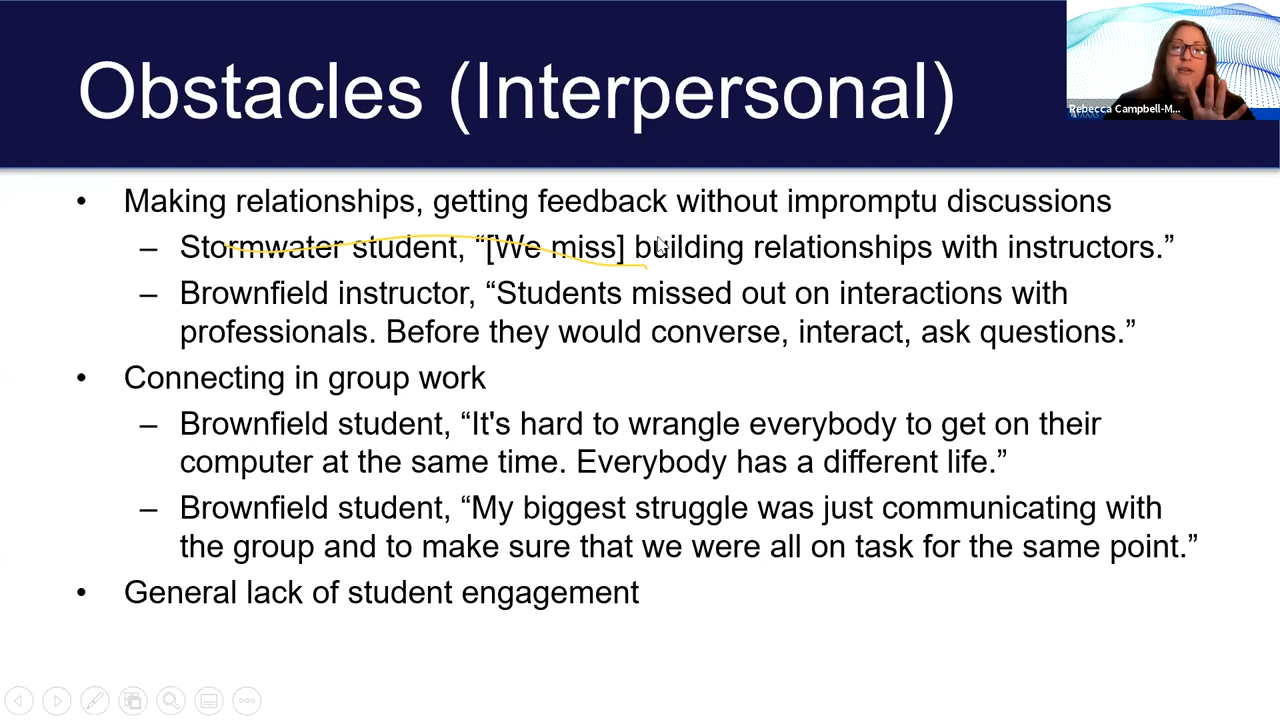 Obstacles (Interpersonal)
Rebecca Campbell-M...
• Making relationships, getting feedback without impromptu discussions
– Stormwater student, “[We miss] building relationships with instructors.”
– Brownfield instructor, “Students missed out on interactions with
professionals. Before they would converse, interact, ask questions.”
• Connecting in group work
– Brownfield student, “It's hard to wrangle everybody to get on their
computer at the same time. Everybody has a different life.”
– Brownfield student, “My biggest struggle was just communicating with
the group and to make sure that we were all on task for the same point.”
• General lack of student engagement